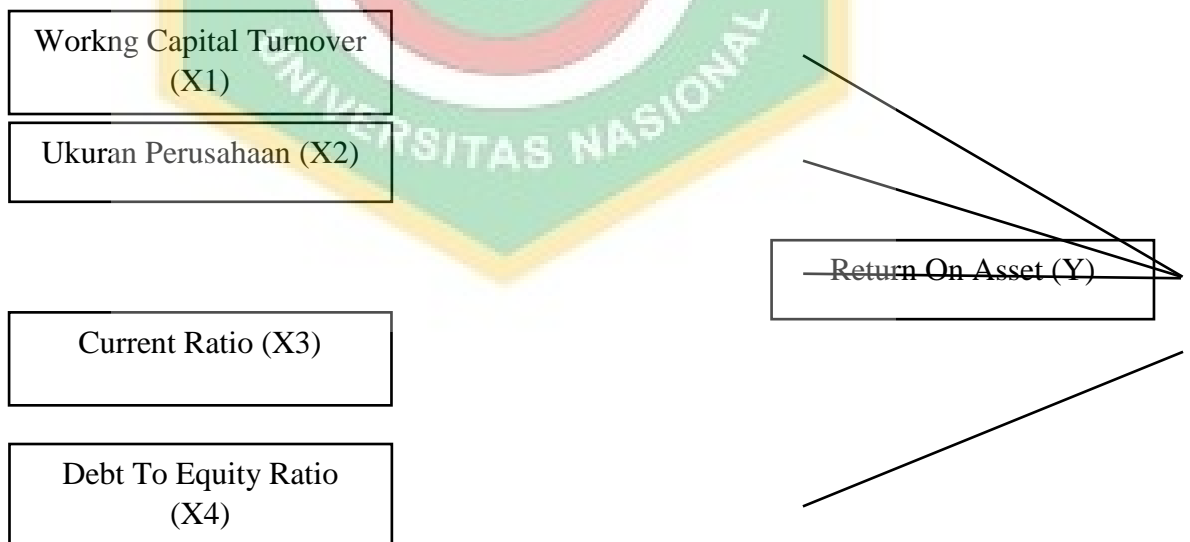 Workng Capital Turnover
(X1)
Ukuran Perusahaan (X2)
UNIVERSITAS NASIONAL
Return On Asset (Y)
Current Ratio (X3)
Debt To Equity Ratio
(X4)